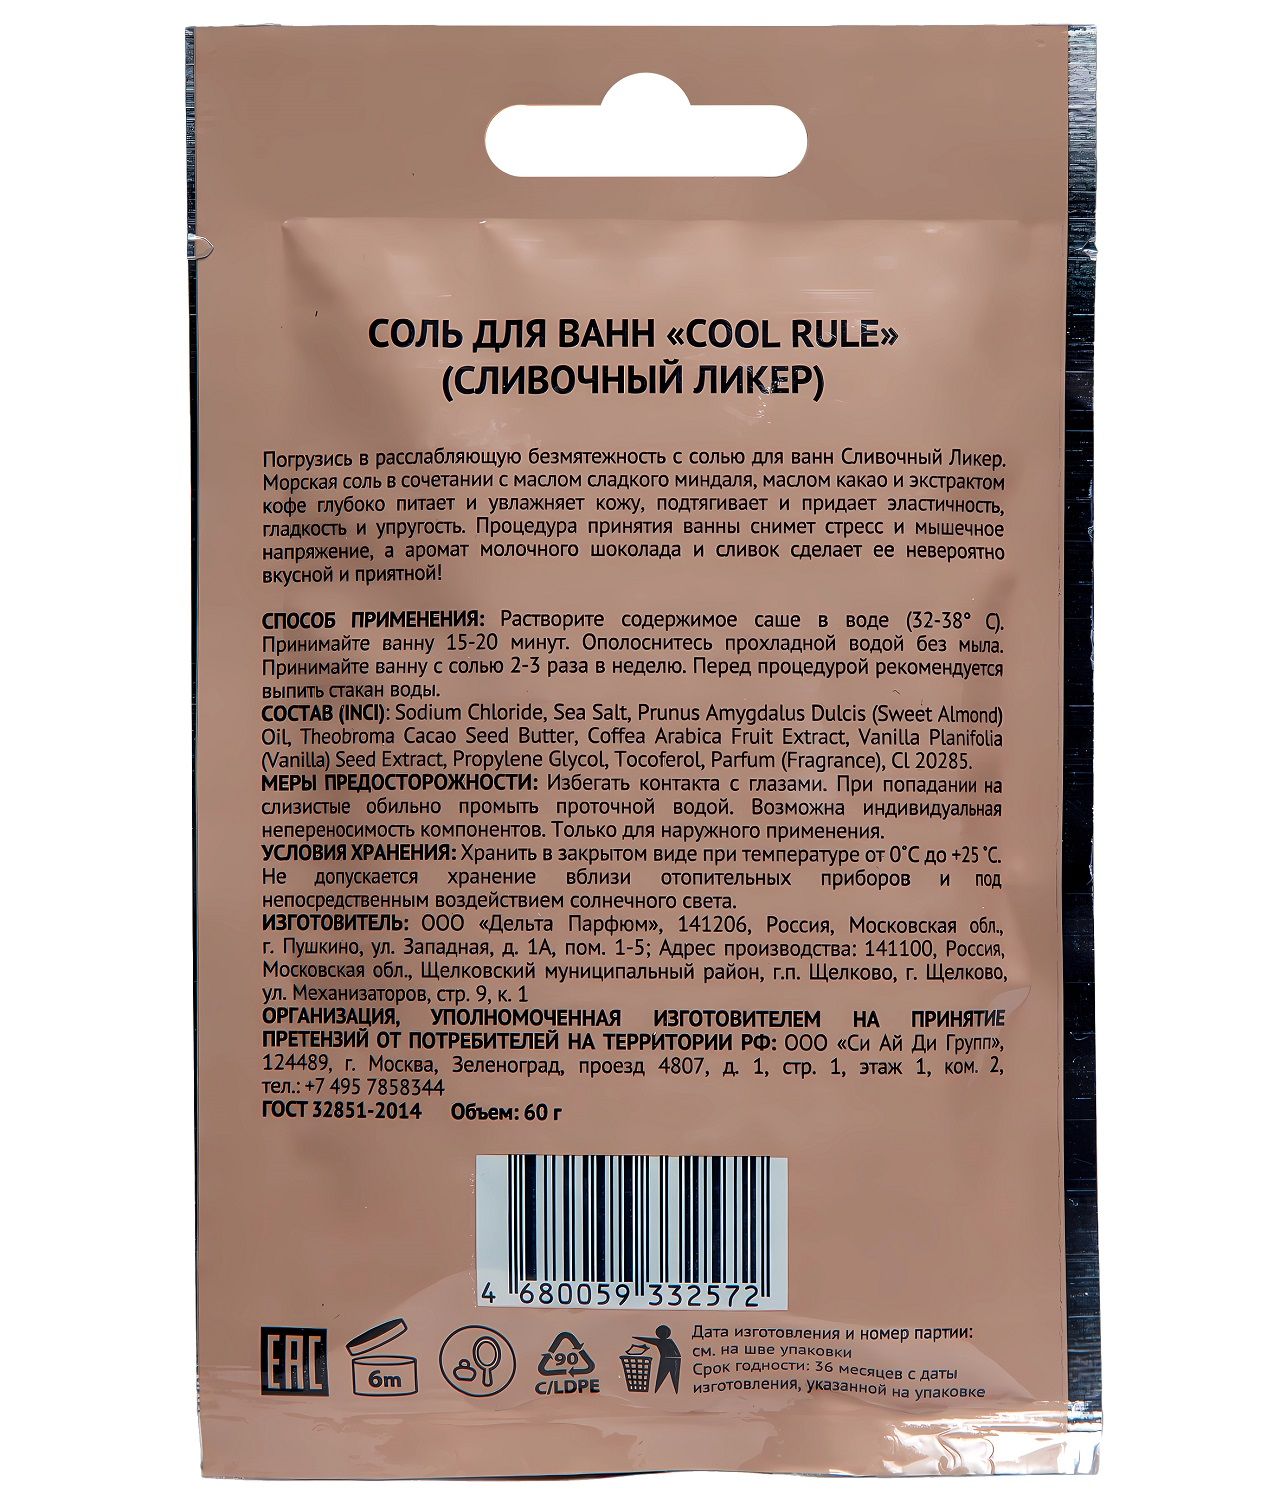 СОЛЬ ДЛЯ ВАНН «COOL RULE»
(СЛИВОЧНЫЙ ЛИКЕР)
Погрузись в расслабляющую безмятежность с солью для ванн Сливочный Ликер.
Морская соль в сочетании с маслом сладкого миндаля, маслом какао и экстрактом
кофе глубоко питает и увлажняет кожу, подтягивает и придает эластичность,
гладкость и упругость. Процедура принятия ванны снимет стресс и мышечное
напряжение, а аромат молочного шоколада и сливок сделает ее невероятно
вкусной и приятной!
СПОСОБ ПРИМЕНЕНИЯ: Растворите содержимое саше в воде (32-38° С).
Принимайте ванну 15-20 минут. Ополоснитесь прохладной водой без мыла.
Принимайте ванну с солью 2-3 раза в неделю. Перед процедурой рекомендуется
выпить стакан воды.
СОСТАВ (INCI): Sodium Chloride, Sea Salt, Prunus Amygdalus Dulcis (Sweet Almond)
Oil, Theobroma Cacao Seed Butter, Coffea Arabica Fruit Extract, Vanilla Planifolia
(Vanilla) Seed Extract, Propylene Glycol, Tocoferol, Parfum (Fragrance), Cl 20285.
МЕРЫ ПРЕДОСТОРОЖНОСТИ: Избегать контакта с глазами. При попадании на
слизистые обильно промыть проточной водой. Возможна индивидуальная
непереносимость компонентов. Только для наружного применения.
УСЛОВИЯ ХРАНЕНИЯ: Хранить в закрытом виде при температуре от 0°С до +25 °С.
Не допускается хранение вблизи отопительных приборов и под
непосредственным воздействием солнечного света.
ИЗГОТОВИТЕЛЬ: ООО «Дельта Парфюм», 141206, Россия, Московская обл.,
г. Пушкино, ул. Западная, д. 1А, пом. 1-5; Адрес производства: 141100, Россия,
Московская обл., Щелковский муниципальный район, г.п. Щелково, г. Щелково,
ул. Механизаторов, стр. 9, к. 1
ОРГАНИЗАЦИЯ, УПОЛНОМОЧЕННАЯ ИЗГОТОВИТЕЛЕМ НА ПРИНЯТИЕ
ПРЕТЕНЗИЙ ОТ ПОТРЕБИТЕЛЕЙ НА ТЕРРИТОРИИ РФ: ООО «Си Ай Ди Групп»,
124489, г. Москва, Зеленоград, проезд 4807, д. 1, стр. 1, этаж 1, ком. 2,
тел.: +7 495 7858344
ГОСТ 32851-2014 Объем: 60 г
4 680059 332572
EAC
6m
90
C/LDPE
Дата изготовления и номер партии:
см. на шве упаковки
Срок годности: 36 месяцев с даты
изготовления, указанной на упаковке